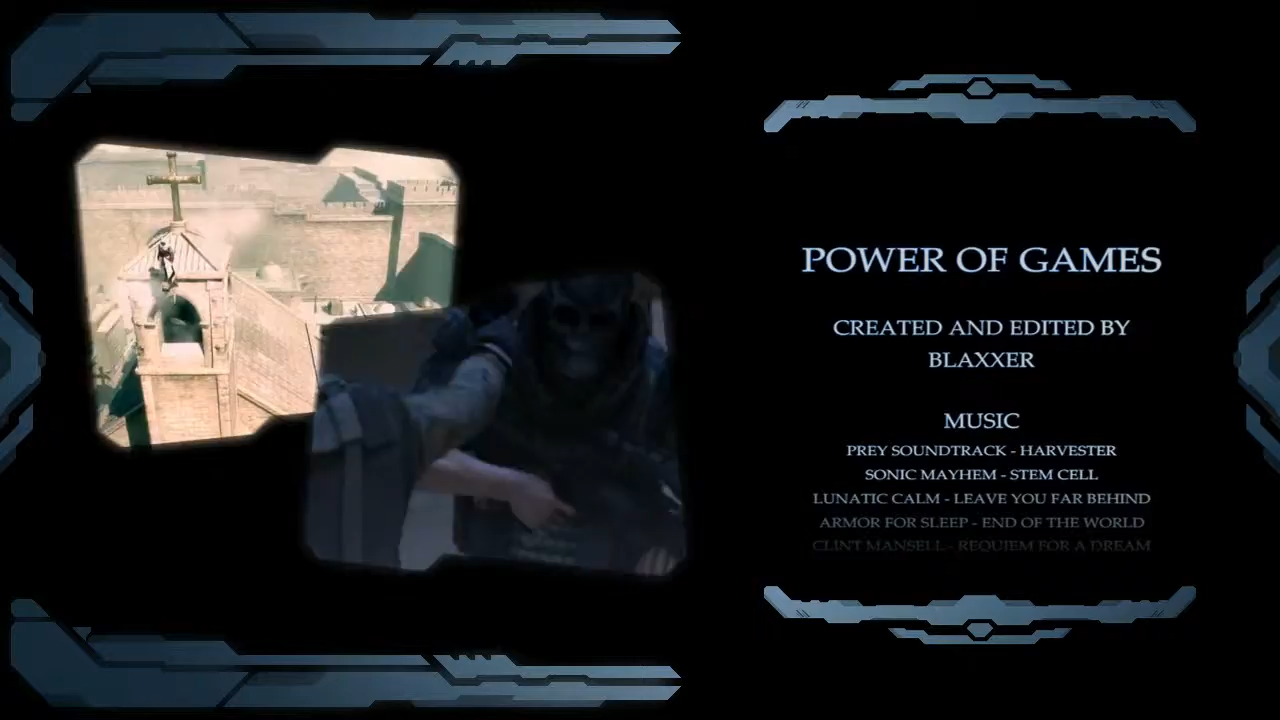 POWER OF GAMES
CREATED AND EDITED BY
BLAXXER
MUSIC
PREY SOUNDTRACK - HARVESTER
SONIC MAYHEM - STEM CELL
LUNATIC CALM - LEAVE YOU FAR BEHIND
ARMOR FOR SLEEP - END OF THE WORLD
CLINT MANSELL - REQUIEM FOR A DREAM